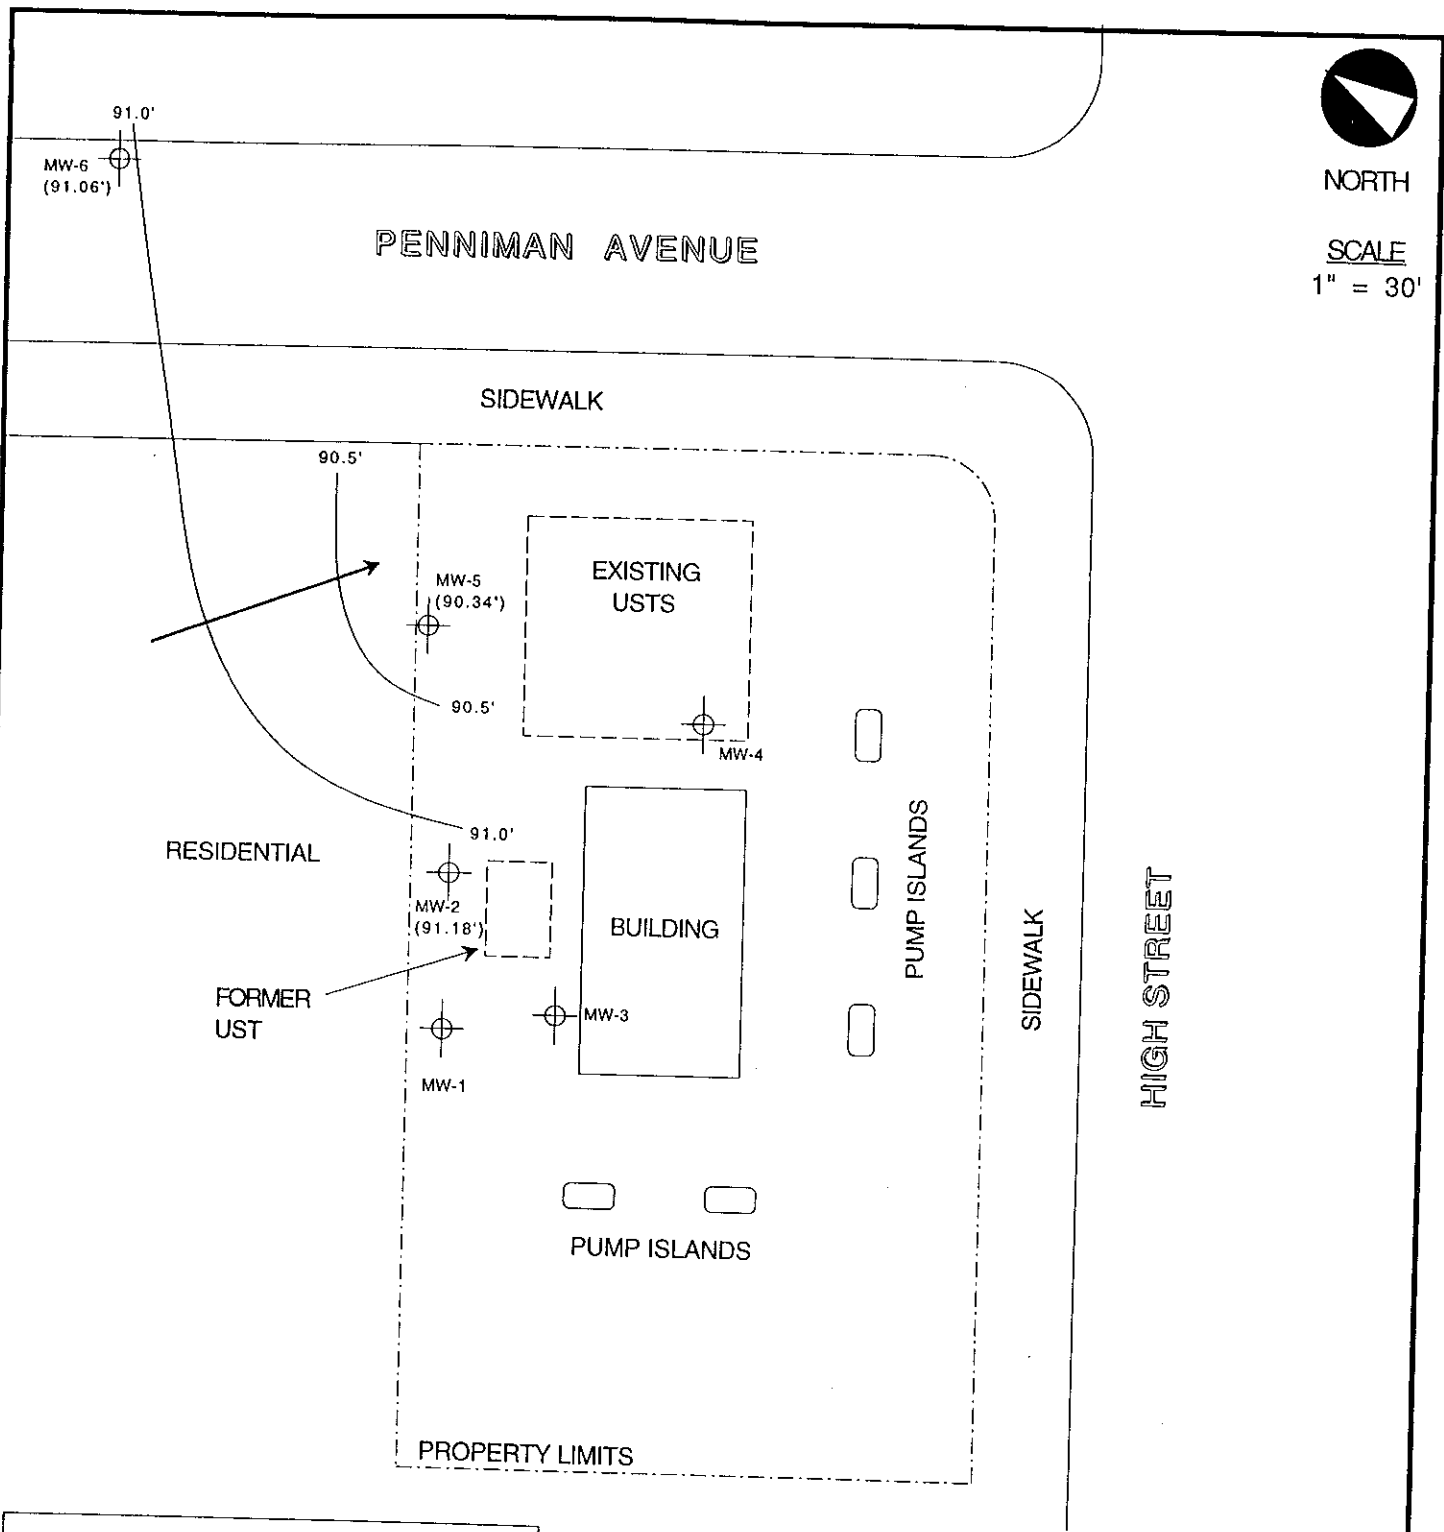 91.0'
MW-6
(91.06')
NORTH
PENNIMAN AVENUE
SCALE
1" = 30'
SIDEWALK
90.5'
EXISTING
USTS
MW-5
(90.34')
90.5'
MW-4
91.0'
RESIDENTIAL
MW-2
(91.18')
BUILDING
PUMP ISLANDS
SIDEWALK
HIGH STREET
FORMER
UST
MW-3
MW-1
PUMP ISLANDS
PROPERTY LIMITS